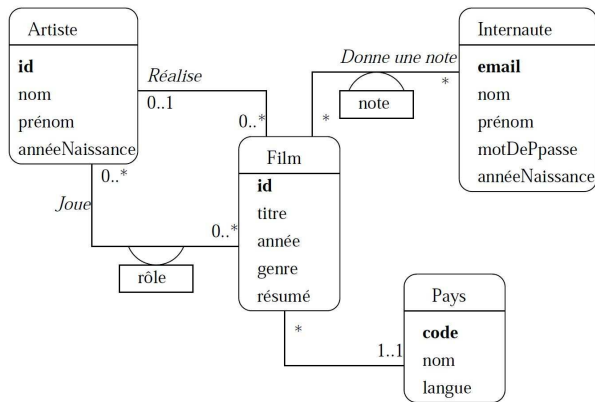 Artiste
id
nom
prénom
annéeNaissance
Réalise
0..1
0..*
Donne une note
note
*
*
Internaute
email
nom
prénom
motDePpasse
annéeNaissance
0..*
Joue
0..*
rôle
Film
id
titre
année
genre
résumé
*
1..1
Pays
code
nom
langue